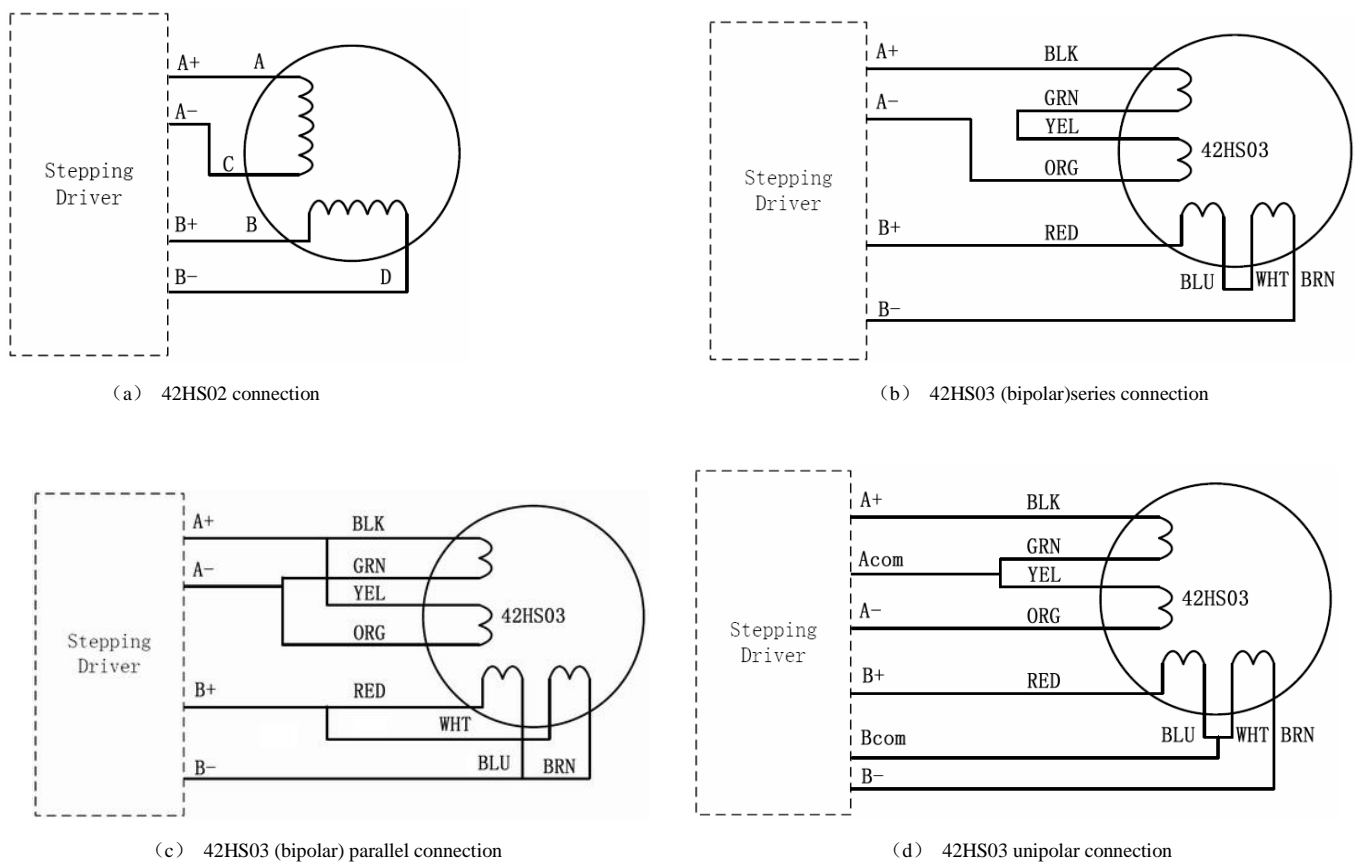 A+
A
A-
C
Stepping
Driver
B+
B
B-
D
（a） 42HS02 connection
A+
BLK
A-
GRN
YEL
42HS03
ORG
Stepping
Driver
B+
RED
BLU
WHT
BRN
B-
（b） 42HS03 (bipolar)series connection
A+
BLK
A-
GRN
YEL
42HS03
ORG
Stepping
Driver
B+
RED
WHT
B-
BLU
BRN
（c） 42HS03 (bipolar) parallel connection
A+
BLK
GRN
Acom
YEL
42HS03
A-
ORG
Stepping
Driver
B+
RED
BLU
WHT
BRN
Bcom
B-
（d） 42HS03 unipolar connection